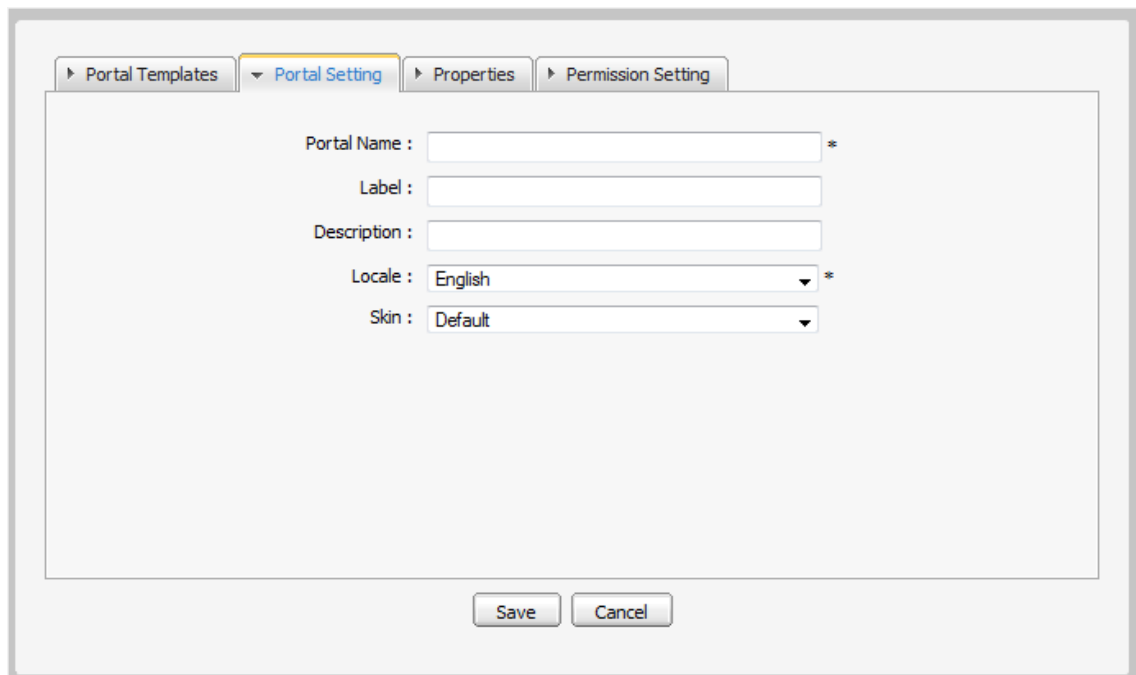 Portal Templates Portal Setting Properties Permission Setting
Portal Name : *
Label :
Description :
Locale : English *
Skin : Default
Save Cancel